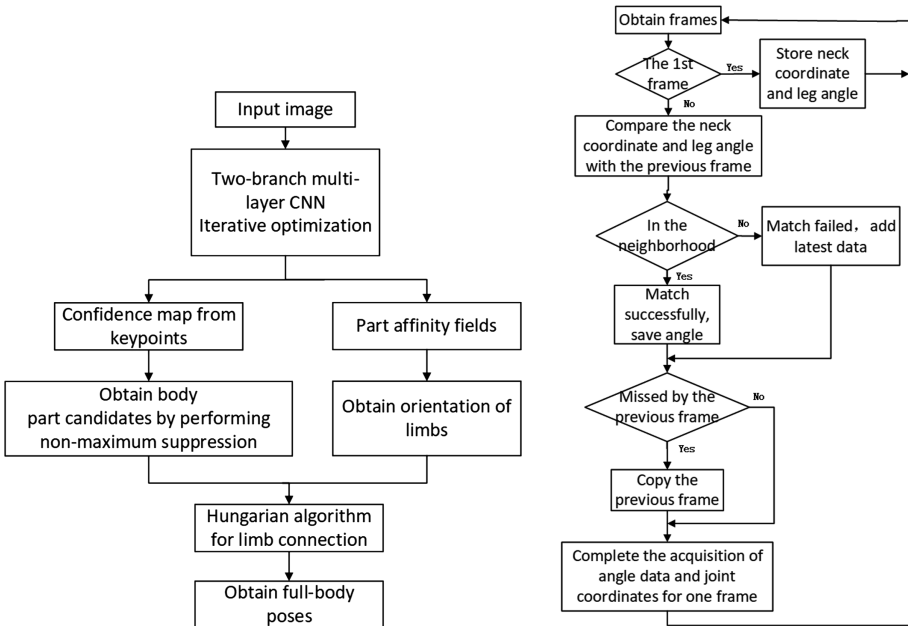 Input image
Two-branch multi-
layer CNN
Iterative optimization
Confidence map from
keypoints
Part affinity fields
Obtain body
part candidates by performing
non-maximum suppression
Obtain orientation of
limbs
Hungarian algorithm
for limb connection
Obtain full-body
poses
Obtain frames
The 1st
frame
Yes
Store neck
coordinate
and leg angle
No
Compare the neck
coordinate and leg angle
with the previous frame
In the
neighborhood
No
Match failed，add
latest data
Yes
Match
successfully,
save angle
Missed by the
previous frame
No
Yes
Copy the
previous frame
Complete the acquisition of
angle data and joint
coordinates for one frame